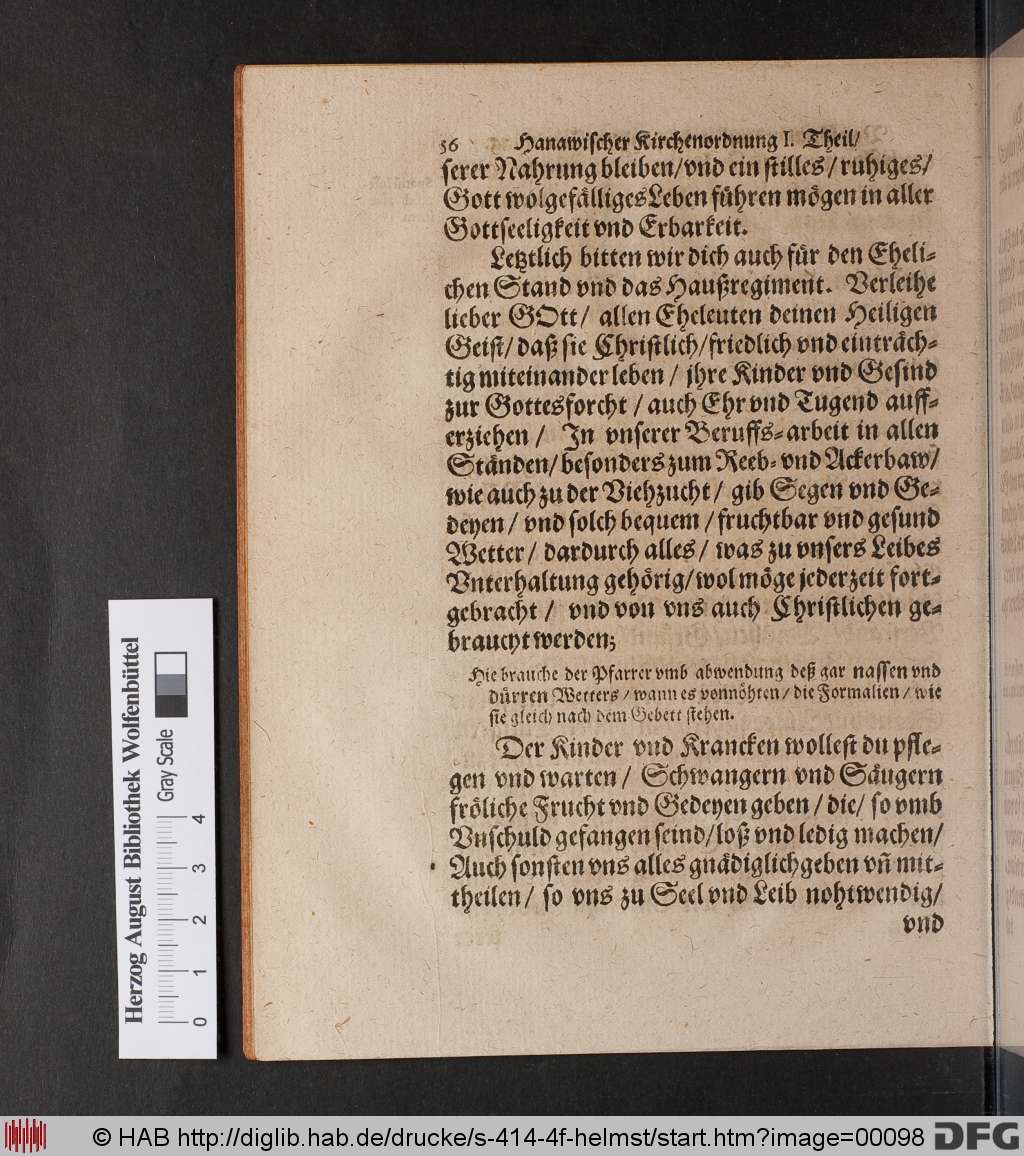 56 Hanawischer Kirchenordnung I. Theil/
serer Nahrung bleiben/vnd ein stilles/ruhiges/
Gott wolgefälliges Leben führen mögen in aller
Gottseeligkeit vnd Erbarkeit.
Letztlich bitten wir dich auch für den Eheli-
chen Stand vnd das Haußregiment. Verleihe
lieber GOtt/ allen Eheleuten deinen Heiligen
Geist/ daß sie Christlich/friedlich vnd einträch-
tig miteinander leben/ jhre Kinder vnd Gesind
zur Gottesforcht/ auch Ehr vnd Tugend auff-
erziehen/ In vnserer Beruffs-arbeit in allen
Ständen/ besonders zum Reeb- vnd Ackerbaw/
wie auch zu der Viehzucht/ gib Segen vnd Ge-
deyen/ vnd solch bequem/fruchtbar vnd gesund
Wetter/ dardurch alles/ was zu vnsers Leibes
Vnterhaltung gehörig/wol möge jederzeit fort-
gebracht/ vnd von vns auch Christlichen ge-
braucht werden;
Hie brauche der Pfarrer vmb abwendung deß gar nassen vnd
dürren Wetters/ wann es vonnöhten/ die Formalien/ wie
sie gleich nach dem Gebett stehen.
Der Kinder vnd Krancken wollest du pfle-
gen vnd warten/ Schwangern vnd Säugern
fröliche Frucht vnd Gedeyen geben/ die/ so vmb
Vnschuld gefangen seind/loß vnd ledig machen/
Auch sonsten vns alles gnädiglich geben vñ mit-
theilen/ so vns zu Seel vnd Leib nohtwendig/
vnd
Herzog August Bibliothek Wolfenbüttel
Gray Scale
0 1 2 3 4
© HAB http://diglib.hab.de/drucke/s-414-4f-helmst/start.htm?image=00098 DFG